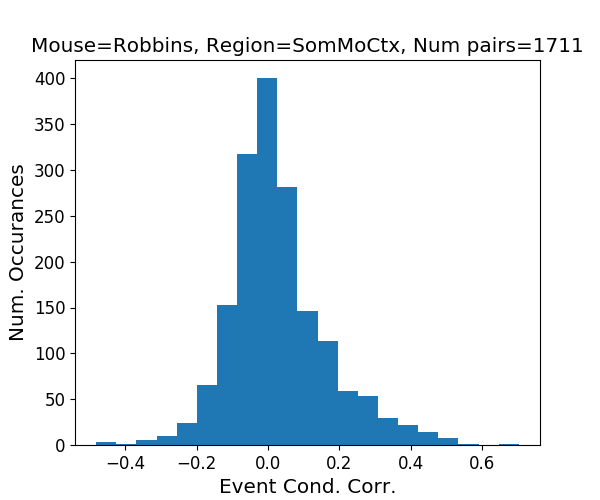 Mouse=Robbins, Region=SomMoCtx, Num pairs=1711
400
350
300
250
200
150
100
50
0
Num. Occurances
−0.4 −0.2 0.0 0.2 0.4 0.6
Event Cond. Corr.